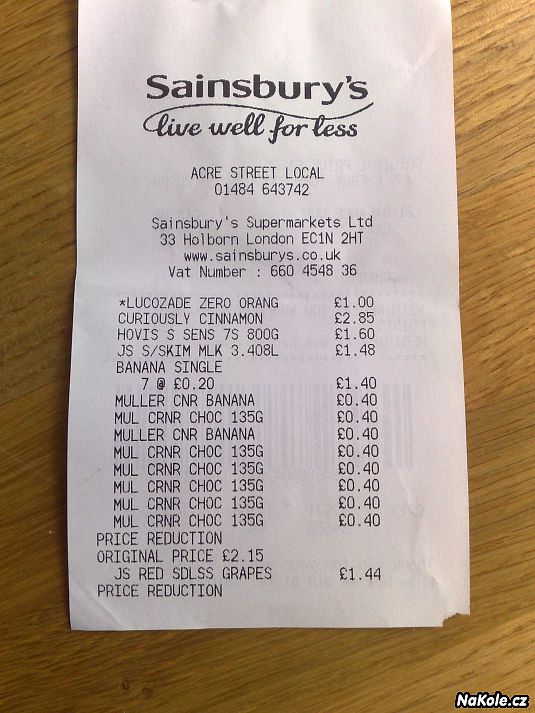 Sainsbury's
live well for less
ACRE STREET LOCAL
01484 643742
Sainsbury's Supermarkets Ltd
33 Holborn London EC1N 2HT
www.sainsburys.co.uk
Vat Number : 660 4548 36
*LUCOZADE ZERO ORANG £1.00
CURIOUSLY CINNAMON £2.85
HOVIS S SENS 7S 800G £1.60
JS S/SKIM MLK 3.408L £1.48
BANANA SINGLE
7 @ £0.20 £1.40
MULLER CNR BANANA £0.40
MUL CRNR CHOC 135G £0.40
MULLER CNR BANANA £0.40
MUL CRNR CHOC 135G £0.40
MUL CRNR CHOC 135G £0.40
MUL CRNR CHOC 135G £0.40
MUL CRNR CHOC 135G £0.40
MUL CRNR CHOC 135G £0.40
PRICE REDUCTION
ORIGINAL PRICE £2.15
JS RED SDLSS GRAPES £1.44
PRICE REDUCTION
NaKole.cz